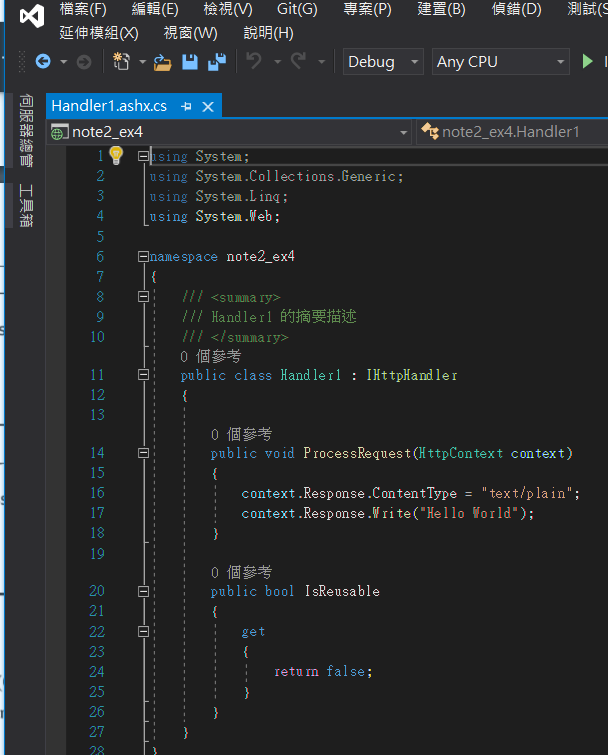 檔案(F) 編輯(E) 檢視(V) Git(G) 專案(P) 建置(B) 偵錯(D) 測試(S
延伸模組(X) 視窗(W) 說明(H)
Debug Any CPU
伺服器總管
工具箱
Handler1.ashx.cs
note2_ex4 note2_ex4.Handler1
1 using System;
2 using System.Collections.Generic;
3 using System.Linq;
4 using System.Web;
5
6 namespace note2_ex4
7 {
8 /// <summary>
9 /// Handler1 的摘要描述
10 /// </summary>
0 個參考
11 public class Handler1 : IHttpHandler
12 {
13
0 個參考
14 public void ProcessRequest(HttpContext context)
15 {
16 context.Response.ContentType = "text/plain";
17 context.Response.Write("Hello World");
18 }
19
0 個參考
20 public bool IsReusable
21 {
22 get
23 {
24 return false;
25 }
26 }
27 }
28 }